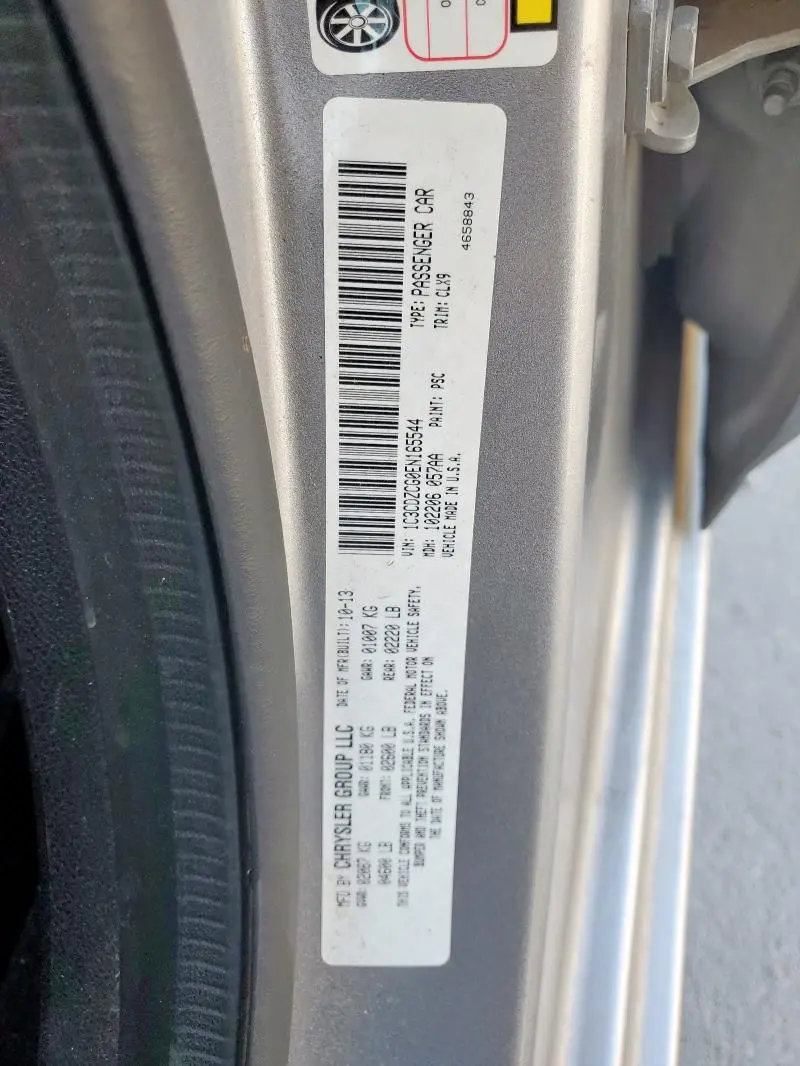 MFD BY CHRYSLER GROUP LLC
DATE OF MFR(BUILT): 10-13
GVWR: 02087 KG
GAWR: 01180 KG
GAWR: 01007 KG
04600 LB
FRONT: 02600 LB
REAR: 02220 LB
THIS VEHICLE CONFORMS TO ALL APPLICABLE U.S.A. FEDERAL MOTOR VEHICLE SAFETY,
BUMPER AND THEFT PREVENTION STANDARDS IN EFFECT ON
THE DATE OF MANUFACTURE SHOWN ABOVE.
VIN: 1C3CDZCG0EN165544
TYPE: PASSENGER CAR
MDH: 102206 057AA
PAINT: PSC
TRIM: CLX9
VEHICLE MADE IN U.S.A.
4658843